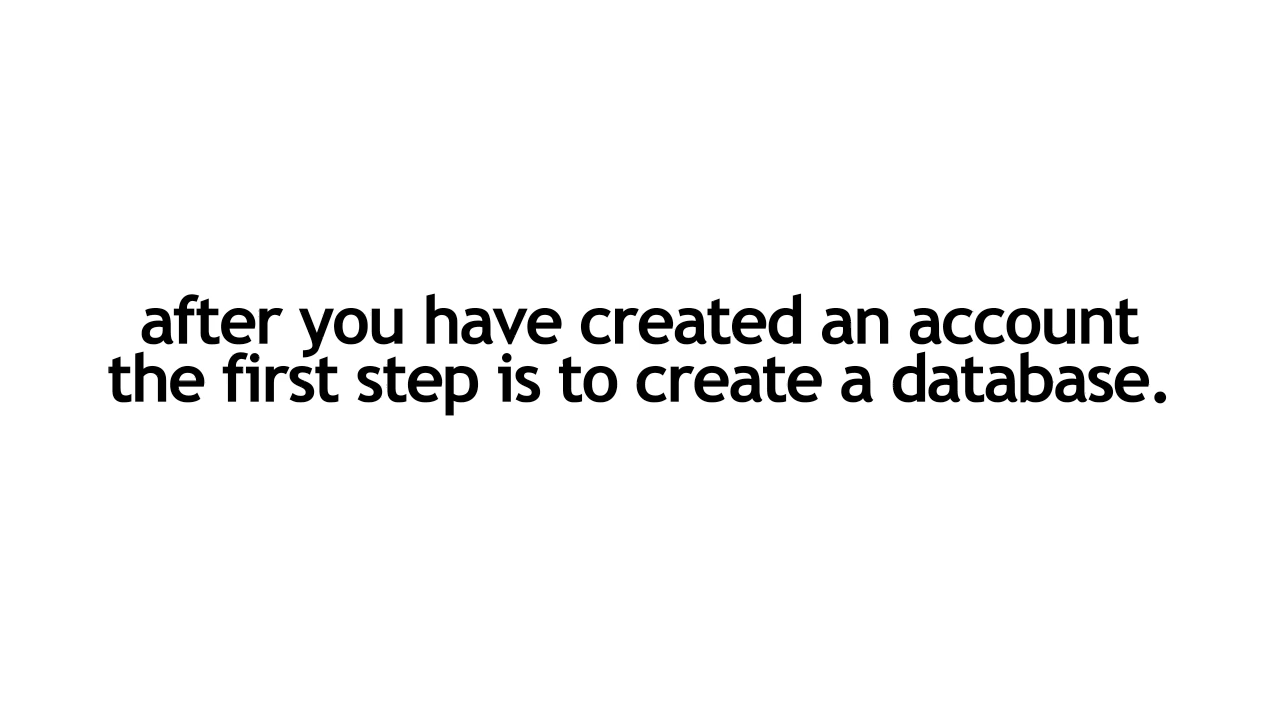 after you have created an account
the first step is to create a database.